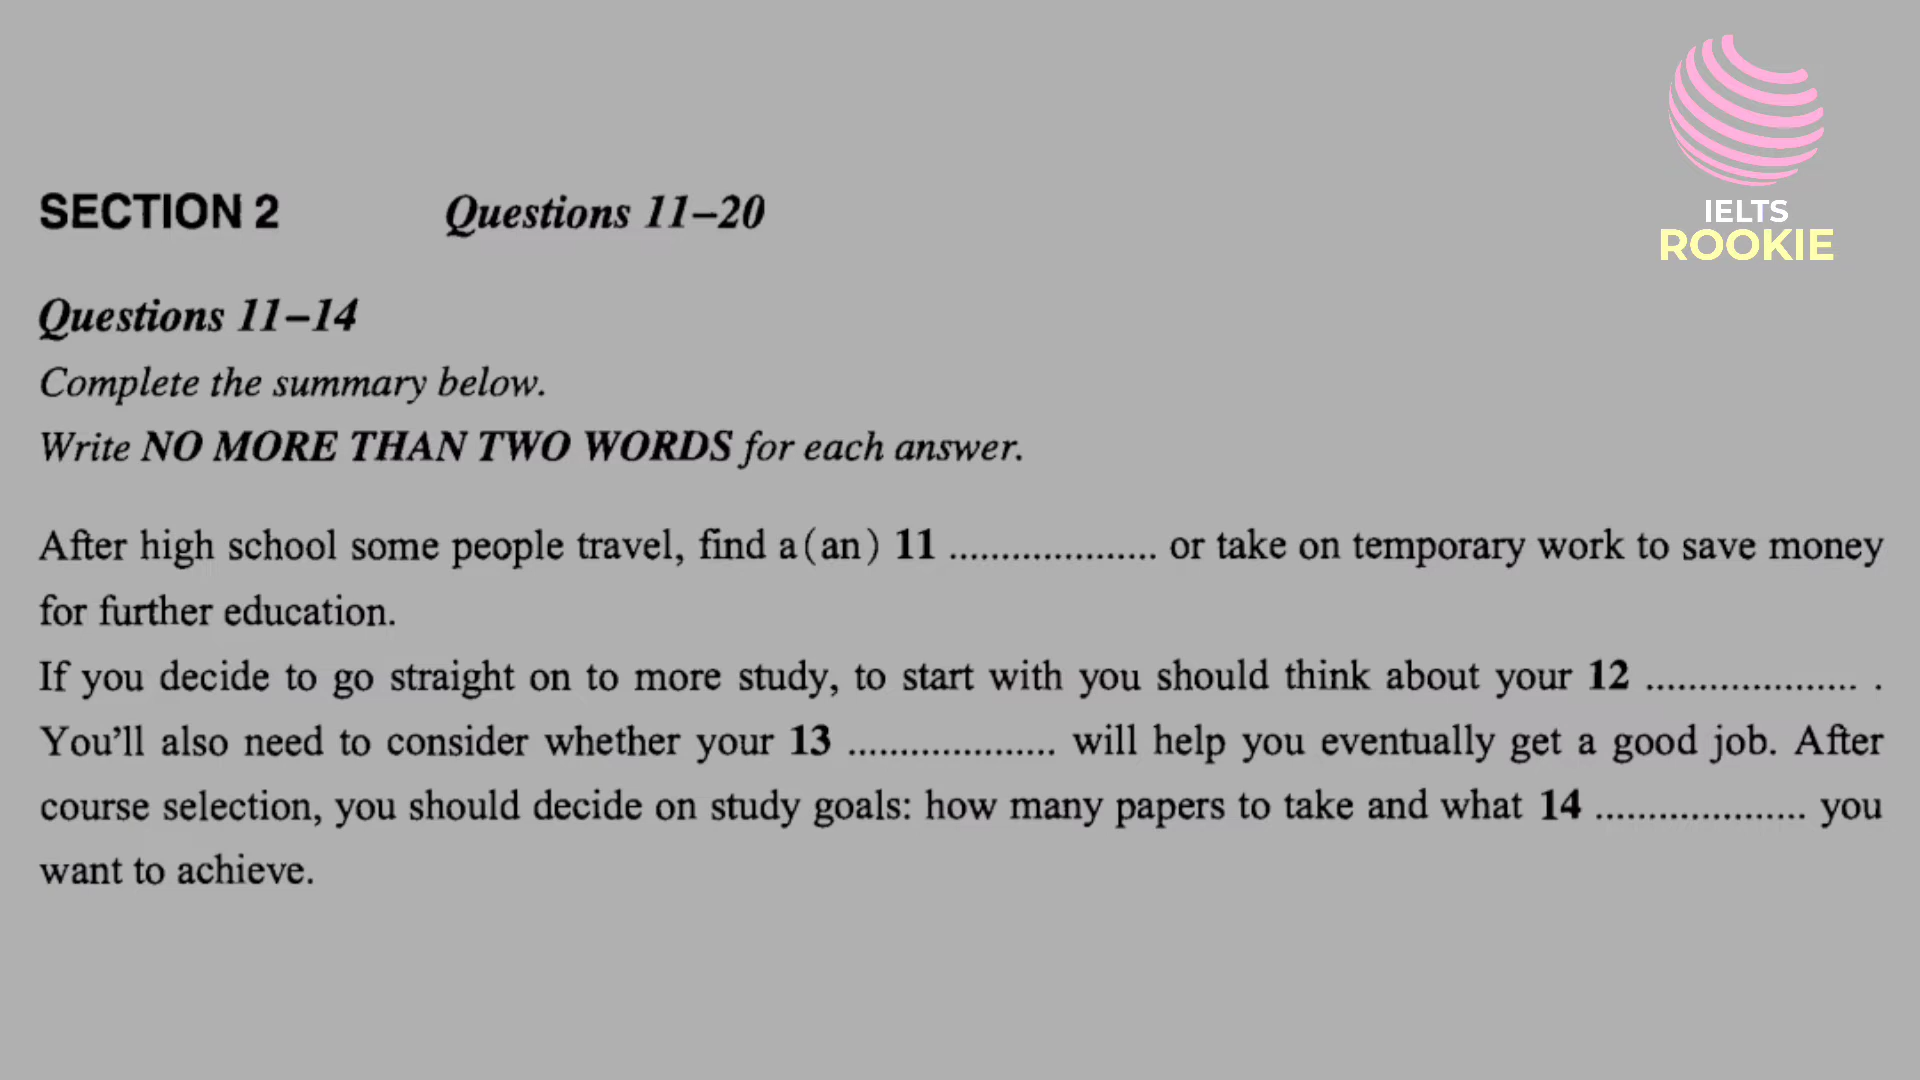 IELTS
ROOKIE
SECTION 2 Questions 11–20
Questions 11–14
Complete the summary below.
Write NO MORE THAN TWO WORDS for each answer.
After high school some people travel, find a(an) 11 .................... or take on temporary work to save money
for further education.
If you decide to go straight on to more study, to start with you should think about your 12 .................... .
You'll also need to consider whether your 13 .................... will help you eventually get a good job. After
course selection, you should decide on study goals: how many papers to take and what 14 .................... you
want to achieve.